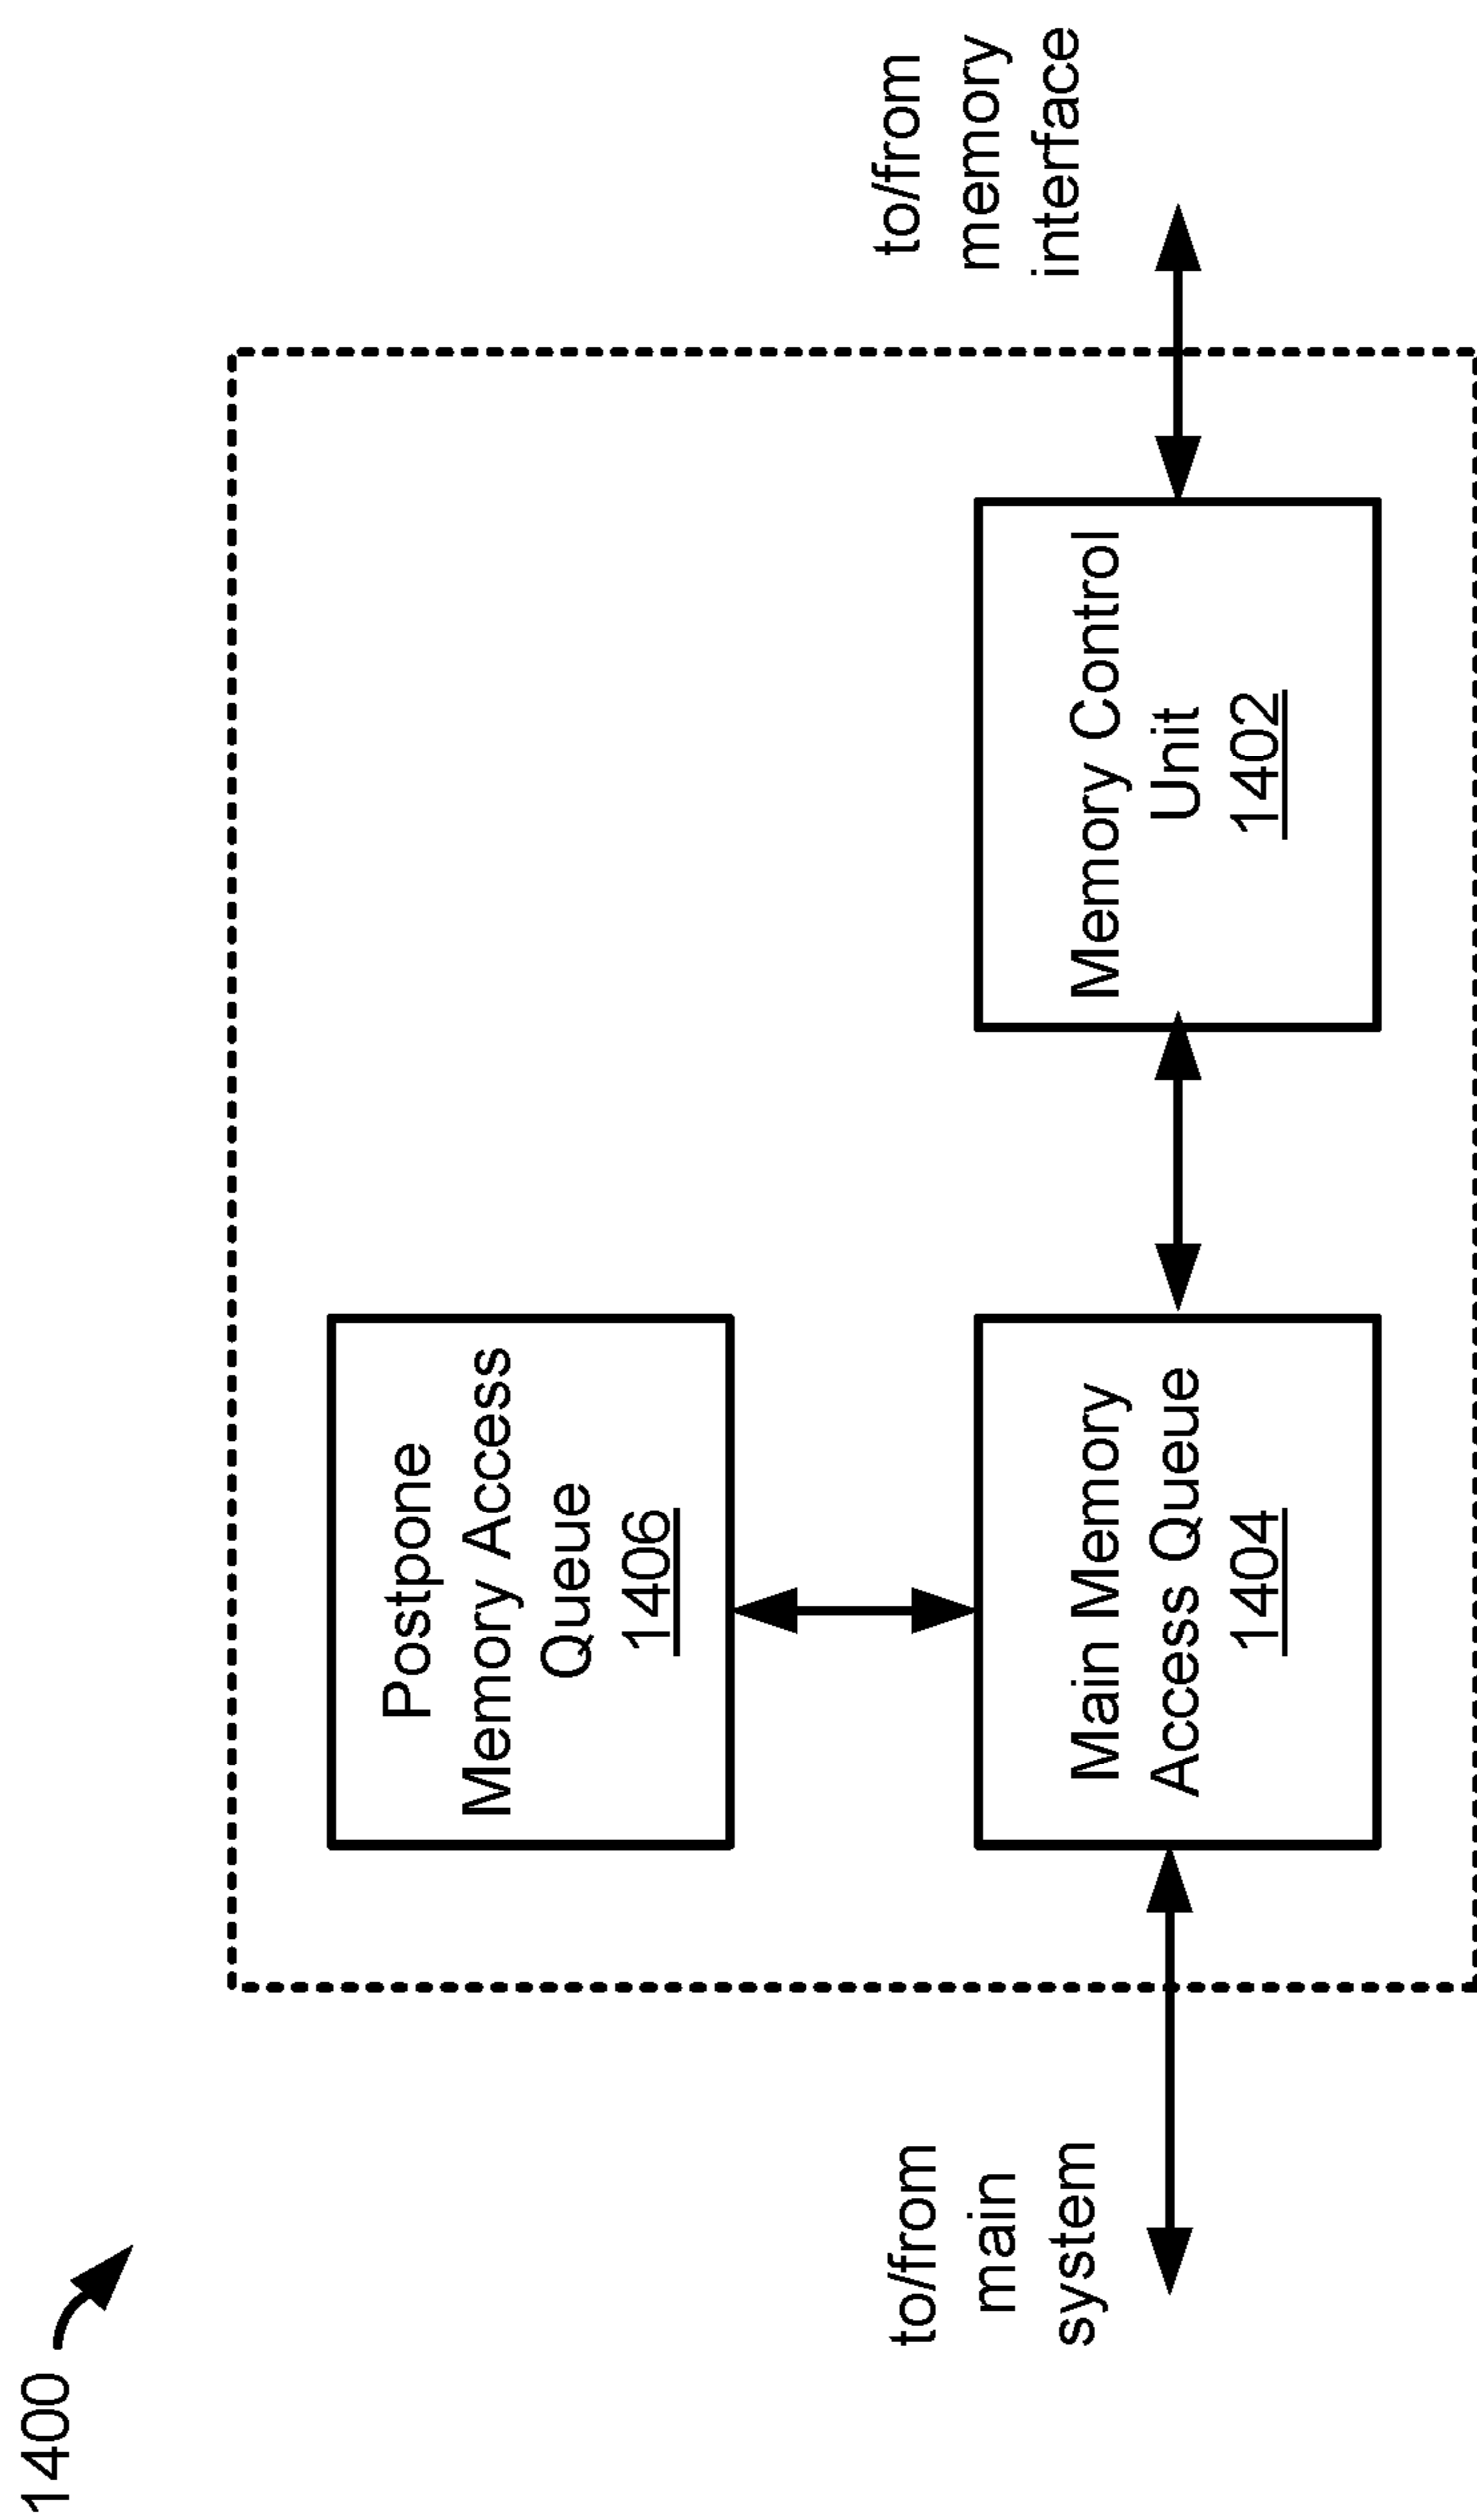 1400
Postpone
Memory Access
Queue
1406
to/from
main
system
Main Memory
Access Queue
1404
Memory Control
Unit
1402
to/from
memory
interface